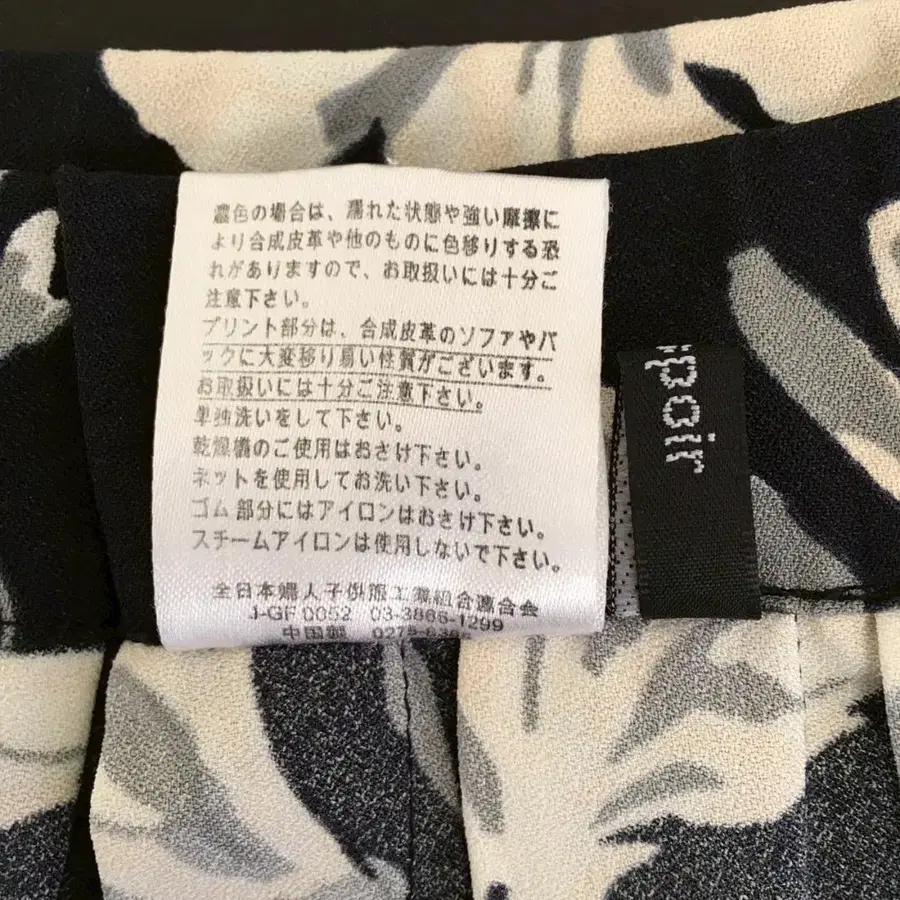 濃色の場合は、濡れた状態や強い摩擦に
より合成皮革や他のものに色移りする恐
れがありますので、お取扱いには十分ご
注意下さい。
プリント部分は、合成皮革のソファやバ
ックに大変移り易い性質がございます。
お取扱いには十分ご注意下さい。
単独洗いをして下さい。
乾燥機のご使用はおさけ下さい。
ネットを使用してお洗い下さい。
ゴム部分にはアイロンはおさけ下さい。
スチームアイロンは使用しないで下さい。
全日本婦人子供服工業組合連合会
J-GF 0052 03-3866-1299
中国製
poir